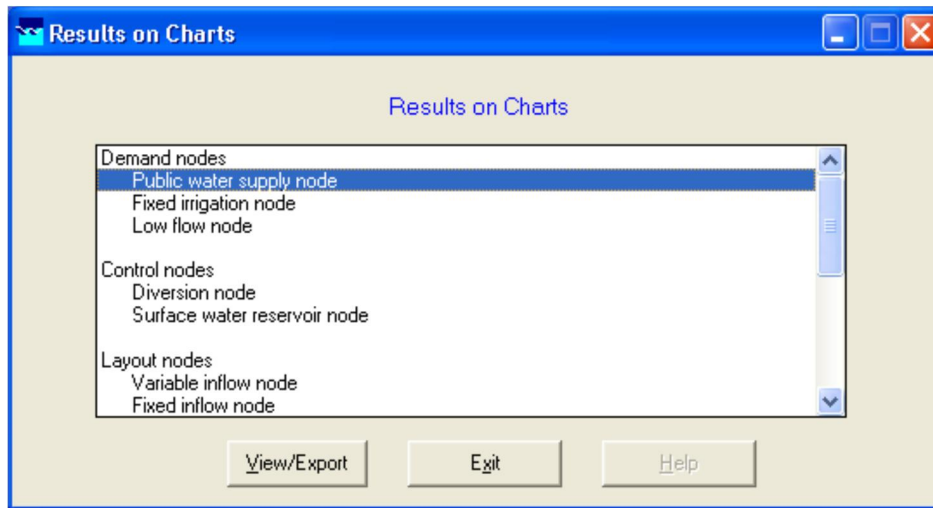 Results on Charts
Results on Charts
Demand nodes
Public water supply node
Fixed irrigation node
Low flow node
Control nodes
Diversion node
Surface water reservoir node
Layout nodes
Variable inflow node
Fixed inflow node
View/Export Exit Help